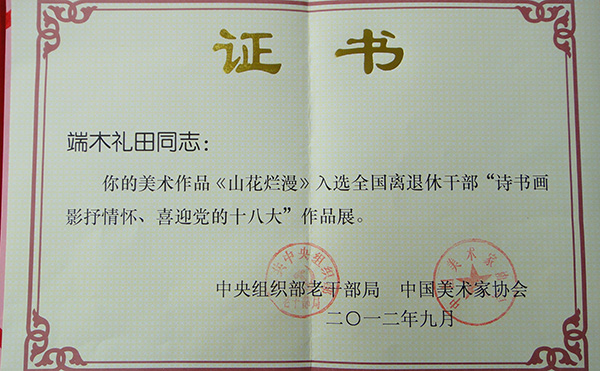 证书
端木礼田同志：
你的美术作品《山花烂漫》入选全国离退休干部“诗书画
影抒情怀、喜迎党的十八大”作品展。
中央组织部老干部局 中国美术家协会
二〇一二年九月